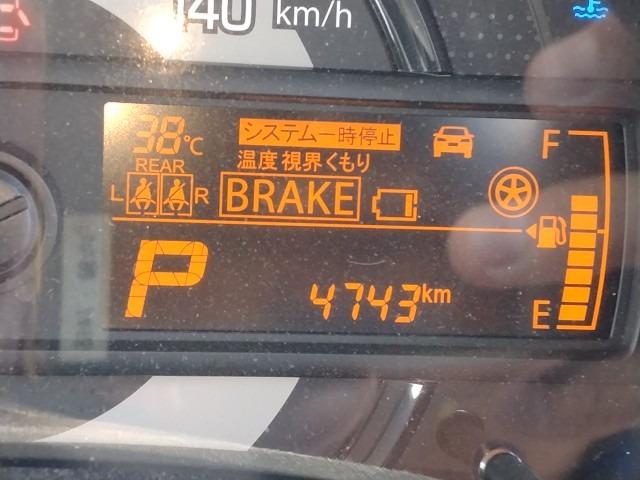 140 km/h
38℃
システム一時停止
温度 視界 くもり
F
REAR
L R
BRAKE
P
4743km
E